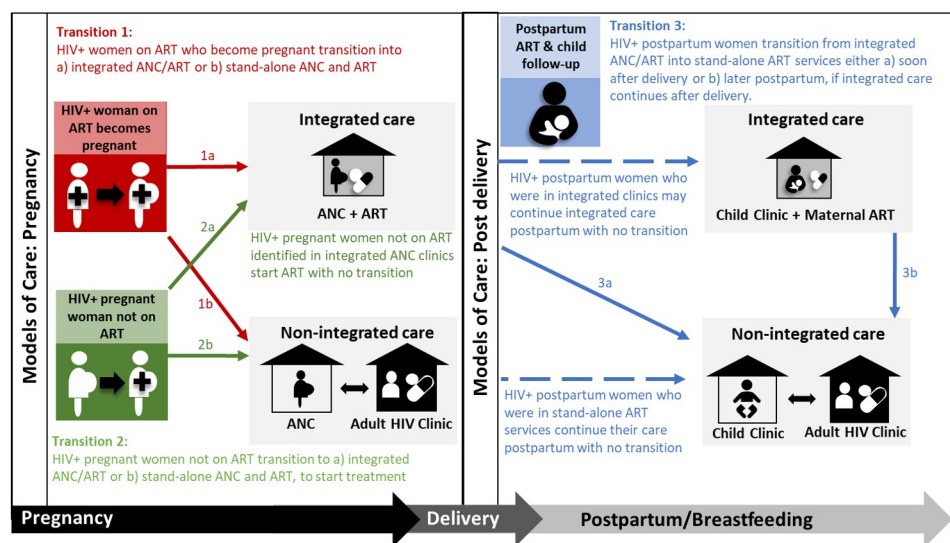 Models of Care: Pregnancy
Transition 1:
HIV+ women on ART who become pregnant transition into
a) integrated ANC/ART or b) stand-alone ANC and ART
HIV+ woman on
ART becomes
pregnant
1a
Integrated care
ANC + ART
HIV+ pregnant women not on ART
identified in integrated ANC clinics
start ART with no transition
2a
1b
HIV+ pregnant
woman not on
ART
2b
Non-integrated care
ANC
Adult HIV Clinic
Transition 2:
HIV+ pregnant women not on ART transition to a) integrated
ANC/ART or b) stand-alone ANC and ART, to start treatment
Models of Care: Post delivery
Postpartum
ART & child
follow-up
Transition 3:
HIV+ postpartum women transition from integrated
ANC/ART into stand-alone ART services either a) soon
after delivery or b) later postpartum, if integrated care
continues after delivery.
Integrated care
Child Clinic + Maternal ART
HIV+ postpartum women who
were in integrated clinics may
continue integrated care
postpartum with no transition
3a
3b
Non-integrated care
Child Clinic
Adult HIV Clinic
HIV+ postpartum women who
were in stand-alone ART
services continue their care
postpartum with no transition
Pregnancy
Delivery
Postpartum/Breastfeeding